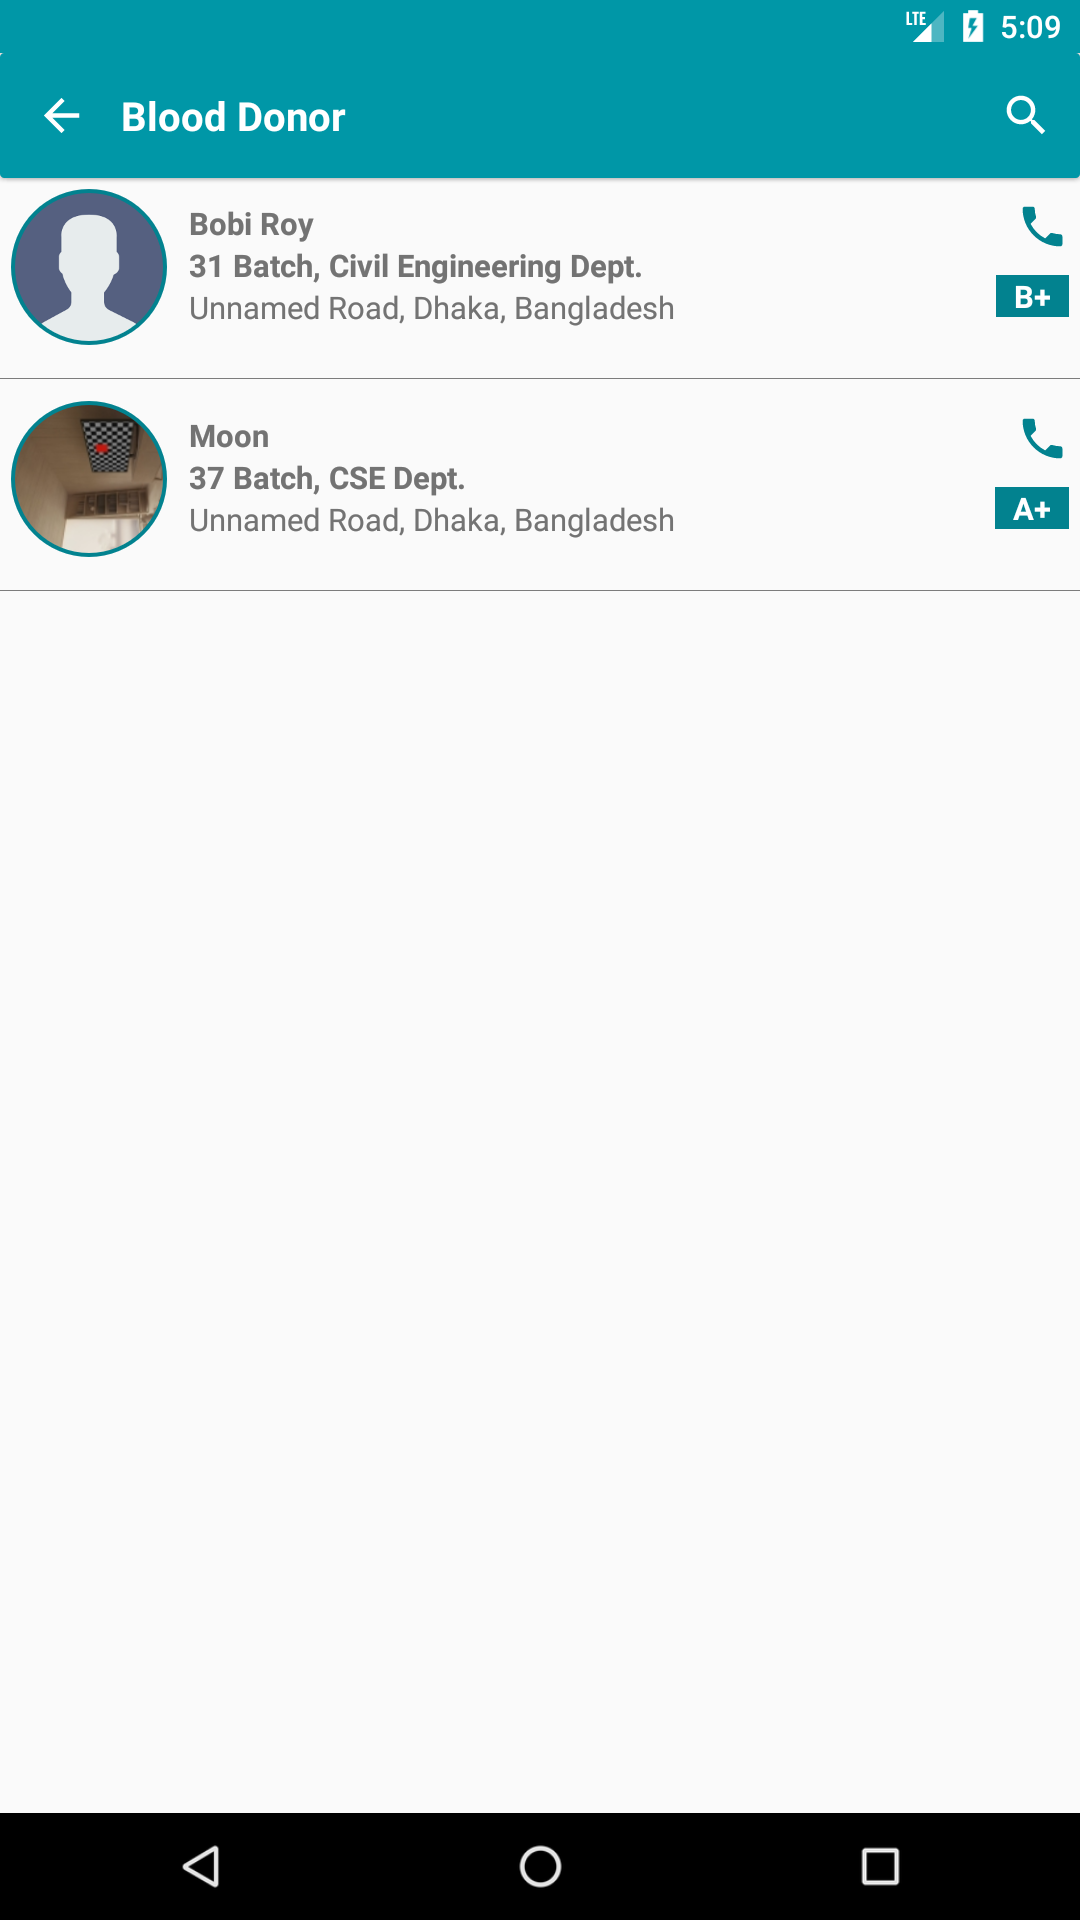 LTE 5:09
Blood Donor
Bobi Roy
31 Batch, Civil Engineering Dept.
B+
Unnamed Road, Dhaka, Bangladesh
Moon
37 Batch, CSE Dept.
A+
Unnamed Road, Dhaka, Bangladesh